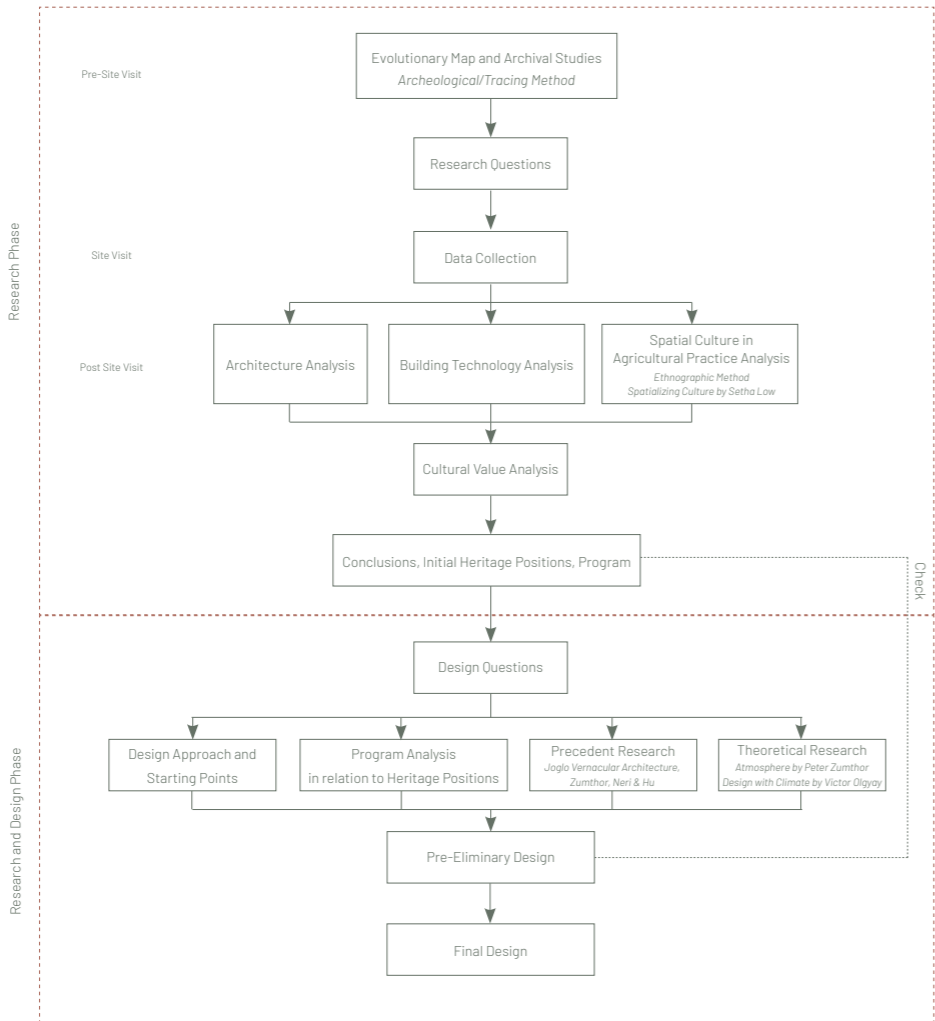 Research Phase
Pre-Site Visit
Evolutionary Map and Archival Studies
Archeological/Tracing Method
Research Questions
Site Visit
Data Collection
Post Site Visit
Architecture Analysis
Building Technology Analysis
Spatial Culture in
Agricultural Practice Analysis
Ethnographic Method
Spatializing Culture by Setha Low
Cultural Value Analysis
Conclusions, Initial Heritage Positions, Program
Check
Research and Design Phase
Design Questions
Design Approach and
Starting Points
Program Analysis
in relation to Heritage Positions
Precedent Research
Joglo Vernacular Architecture,
Zumthor, Neri & Hu
Theoretical Research
Atmosphere by Peter Zumthor
Design with Climate by Victor Olgyay
Pre-Eliminary Design
Final Design